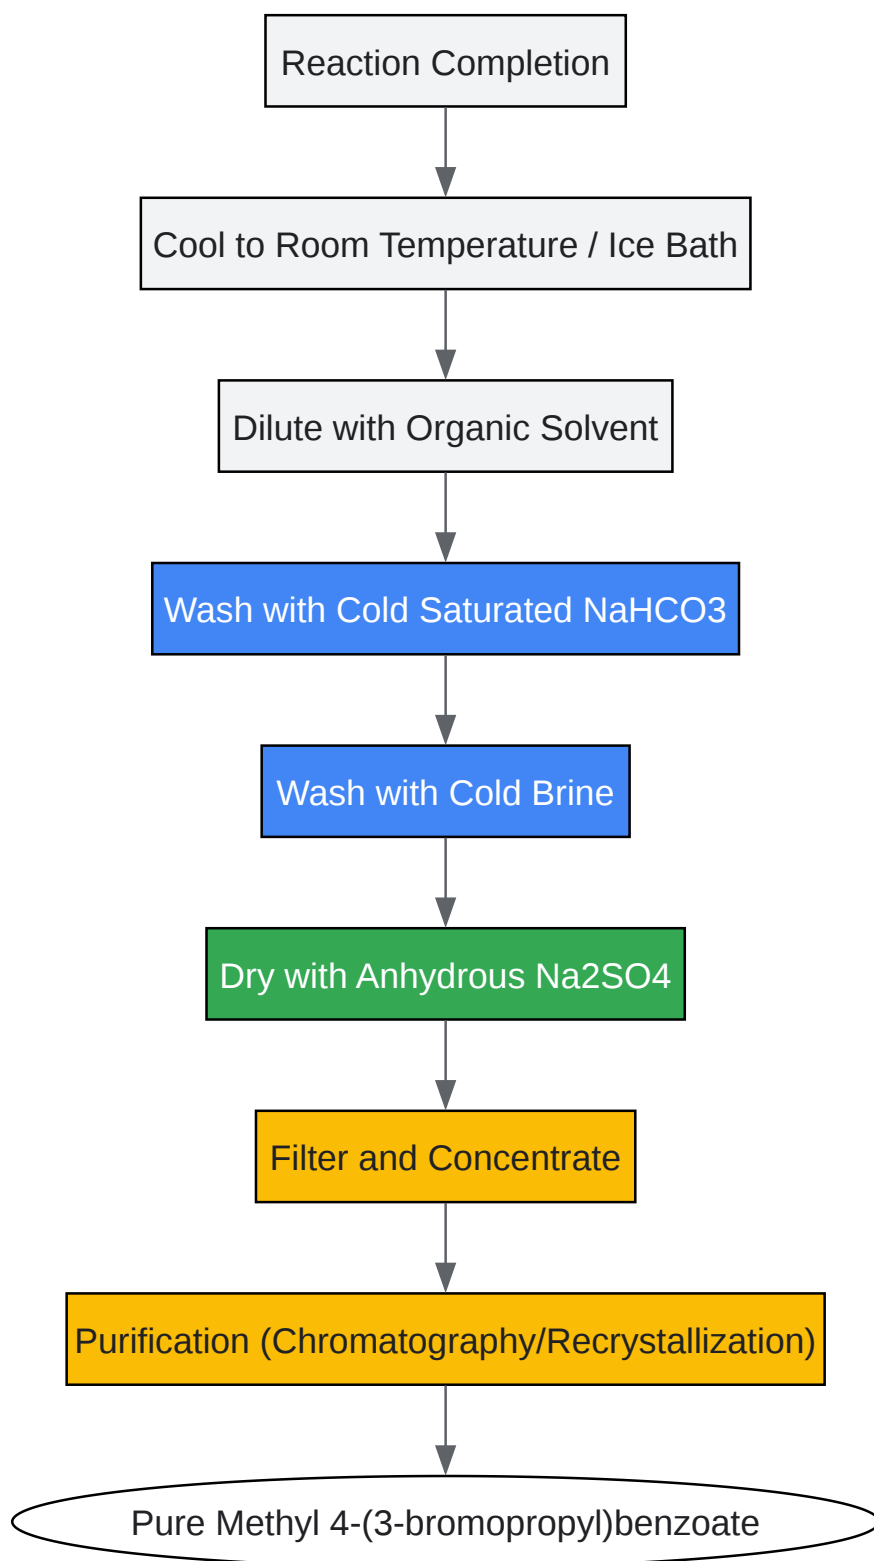 Reaction Completion
Cool to Room Temperature / Ice Bath
Dilute with Organic Solvent
Wash with Cold Saturated NaHCO3
Wash with Cold Brine
Dry with Anhydrous Na2SO4
Filter and Concentrate
Purification (Chromatography/Recrystallization)
Pure Methyl 4-(3-bromopropyl)benzoate